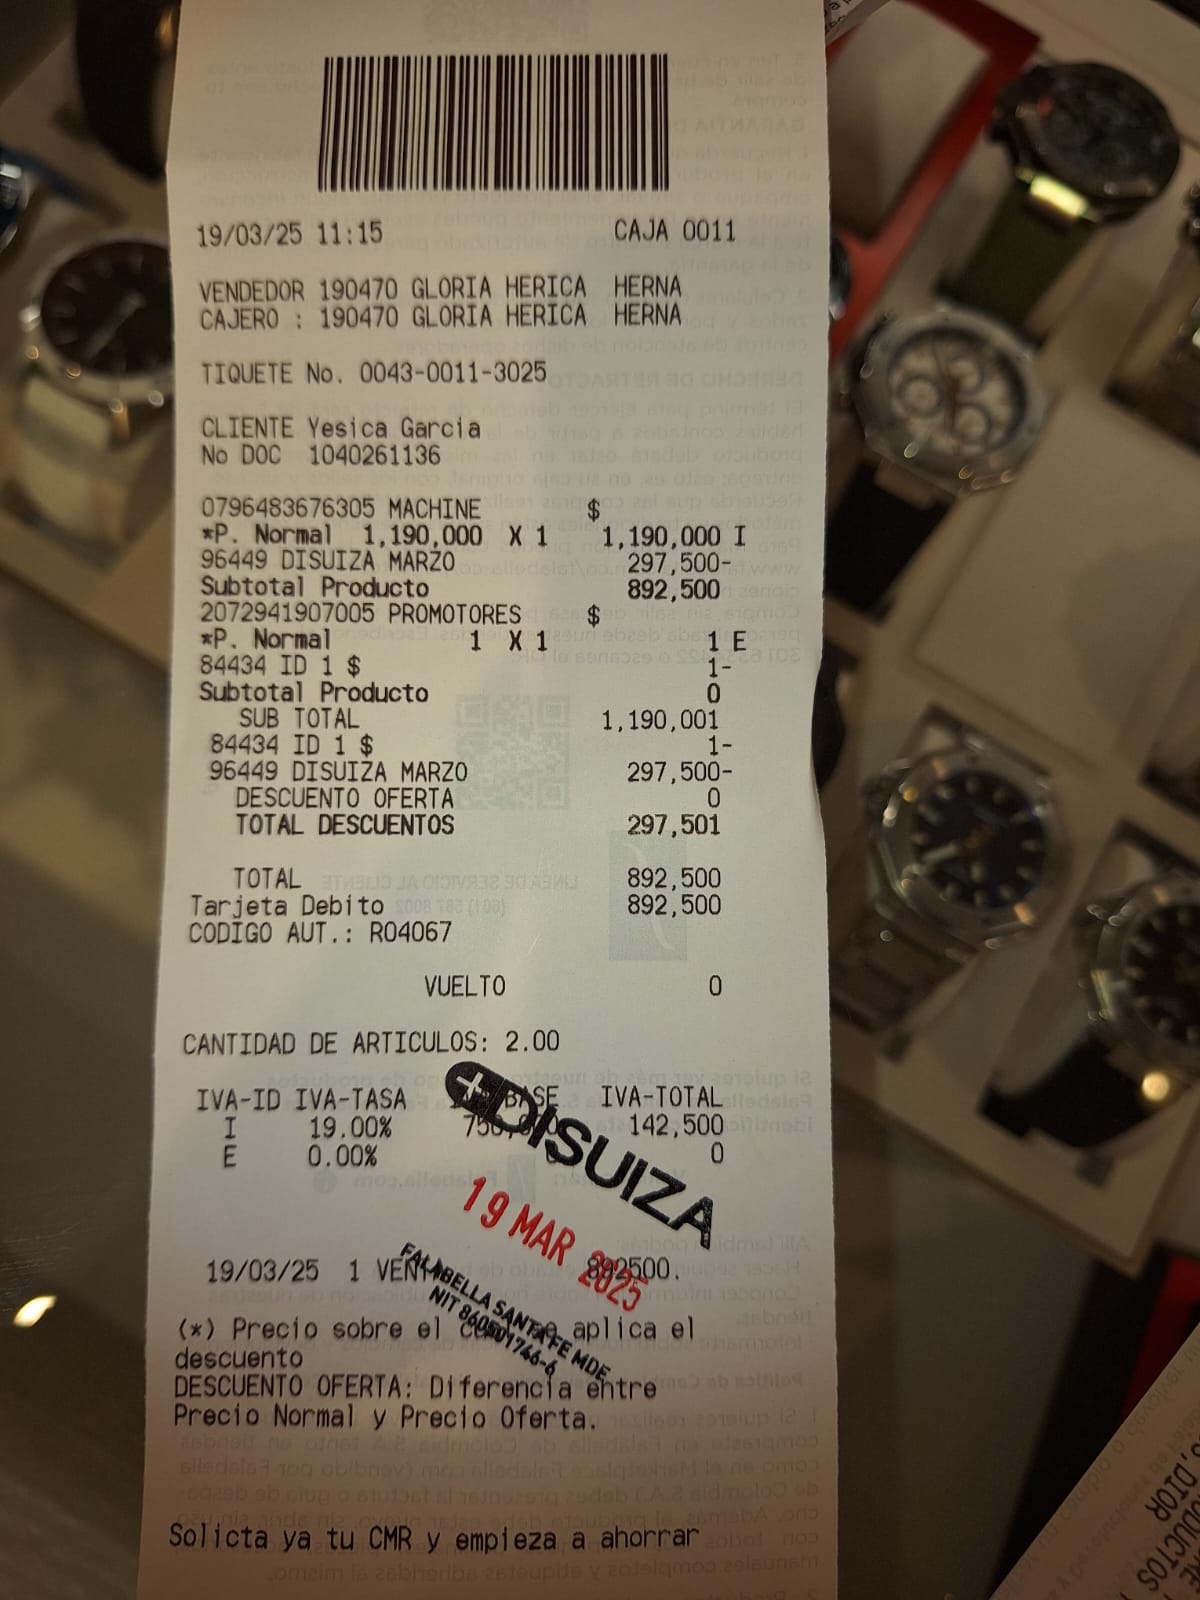 19/03/25 11:15 CAJA 0011
VENDEDOR 190470 GLORIA HERICA HERNA
CAJERO : 190470 GLORIA HERICA HERNA
TIQUETE No. 0043-0011-3025
CLIENTE Yesica Garcia
No DOC 1040261136
0796483676305 MACHINE $
*P. Normal 1,190,000 X 1 1,190,000 I
96449 DISUIZA MARZO 297,500-
Subtotal Producto 892,500
2072941907005 PROMOTORES $
*P. Normal 1 X 1 1 E
84434 ID 1 $ 1-
Subtotal Producto 0
SUB TOTAL 1,190,001
84434 ID 1 $ 1-
96449 DISUIZA MARZO 297,500-
DESCUENTO OFERTA 0
TOTAL DESCUENTOS 297,501
TOTAL 892,500
Tarjeta Debito 892,500
CODIGO AUT.: R04067
VUELTO 0
CANTIDAD DE ARTICULOS: 2.00
IVA-ID IVA-TASA BASE IVA-TOTAL
I 19.00% 142,500
E 0.00% 0
DISUIZA
19 MAR 2025
FALABELLA SANTA FE MDE
NIT 860501746-6
19/03/25 1 892500.
(*) Precio sobre el aplica el
descuento
DESCUENTO OFERTA: Diferencia entre
Precio Normal y Precio Oferta.
Solicta ya tu CMR y empieza a ahorrar